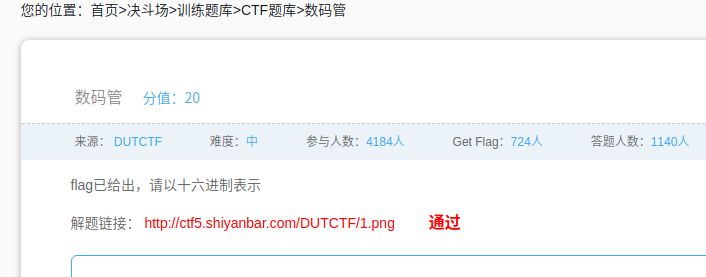 您的位置：首页>决斗场>训练题库>CTF题库>数码管
数码管 分值：20
来源： DUTCTF 难度：中 参与人数：4184人 Get Flag：724人 答题人数：1140人
flag已给出，请以十六进制表示
解题链接： http://ctf5.shiyanbar.com/DUTCTF/1.png 通过